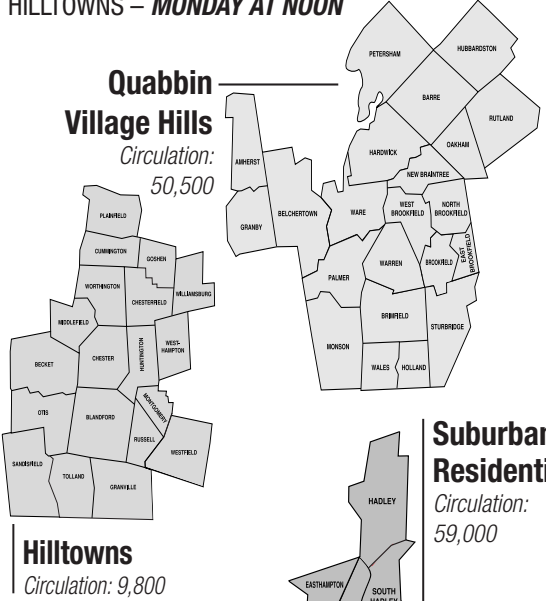 HILLTOWNS – MONDAY AT NOON
Quabbin
Village Hills
Circulation:
50,500
PETERSHAM
HUBBARDSTON
BARRE
RUTLAND
OAKHAM
HARDWICK
NEW BRAINTREE
AMHERST
GRANBY
BELCHERTOWN
WARE
WEST
BROOKFIELD
NORTH
BROOKFIELD
EAST
BROOKFIELD
BROOKFIELD
WARREN
PALMER
BRIMFIELD
STURBRIDGE
MONSON
WALES
HOLLAND
PLAINFIELD
CUMMINGTON
GOSHEN
WORTHINGTON
CHESTERFIELD
WILLIAMSBURG
MIDDLEFIELD
WEST-
HAMPTON
HUNTINGTON
CHESTER
BECKET
MONTGOMERY
OTIS
BLANDFORD
RUSSELL
WESTFIELD
SANDISFIELD
TOLLAND
GRANVILLE
Hilltowns
Circulation: 9,800
Suburban
Residenti
Circulation:
59,000
HADLEY
EASTHAMPTON
SOUTH
HADLEY